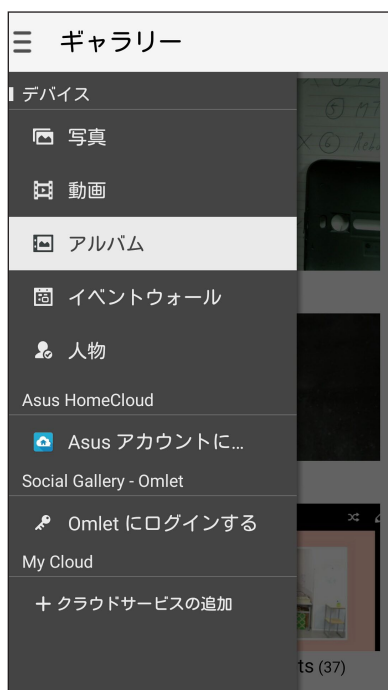 ギャラリー
デバイス
写真
動画
アルバム
イベントウォール
人物
Asus HomeCloud
Asus アカウントに...
Social Gallery - Omlet
Omlet にログインする
My Cloud
+ クラウドサービスの追加
ts (37)